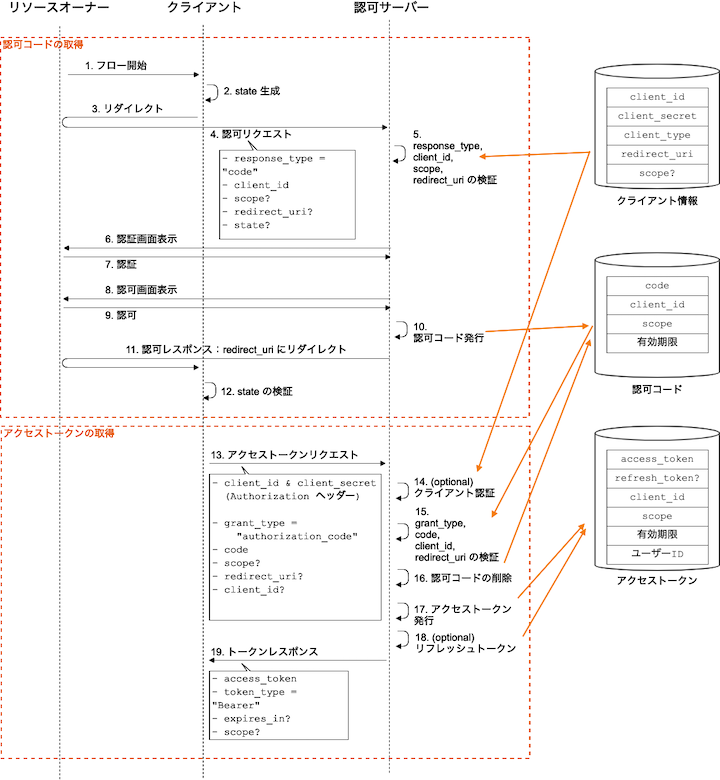 リソースオーナー
クライアント
認可サーバー
認可コードの取得
1. フロー開始
2. state 生成
3. リダイレクト
4. 認可リクエスト
- response_type =
"code"
- client_id
- scope?
- redirect_uri?
- state?
5.
response_type,
client_id,
scope,
redirect_uri の検証
6. 認証画面表示
7. 認証
8. 認可画面表示
9. 認可
10.
認可コード発行
11. 認可レスポンス：redirect_uri にリダイレクト
12. state の検証
アクセストークンの取得
13. アクセストークンリクエスト
- client_id & client_secret
(Authorization ヘッダー)
- grant_type =
"authorization_code"
- code
- scope?
- redirect_uri?
- client_id?
14. (optional)
クライアント認証
15.
grant_type,
code,
client_id,
redirect_uri の検証
16. 認可コードの削除
17. アクセストークン
発行
18. (optional)
リフレッシュトークン
19. トークンレスポンス
- access_token
- token_type =
"Bearer"
- expires_in?
- scope?
client_id
client_secret
client_type
redirect_uri
scope?
クライアント情報
code
client_id
scope
有効期限
認可コード
access_token
refresh_token?
client_id
scope
有効期限
ユーザーID
アクセストークン